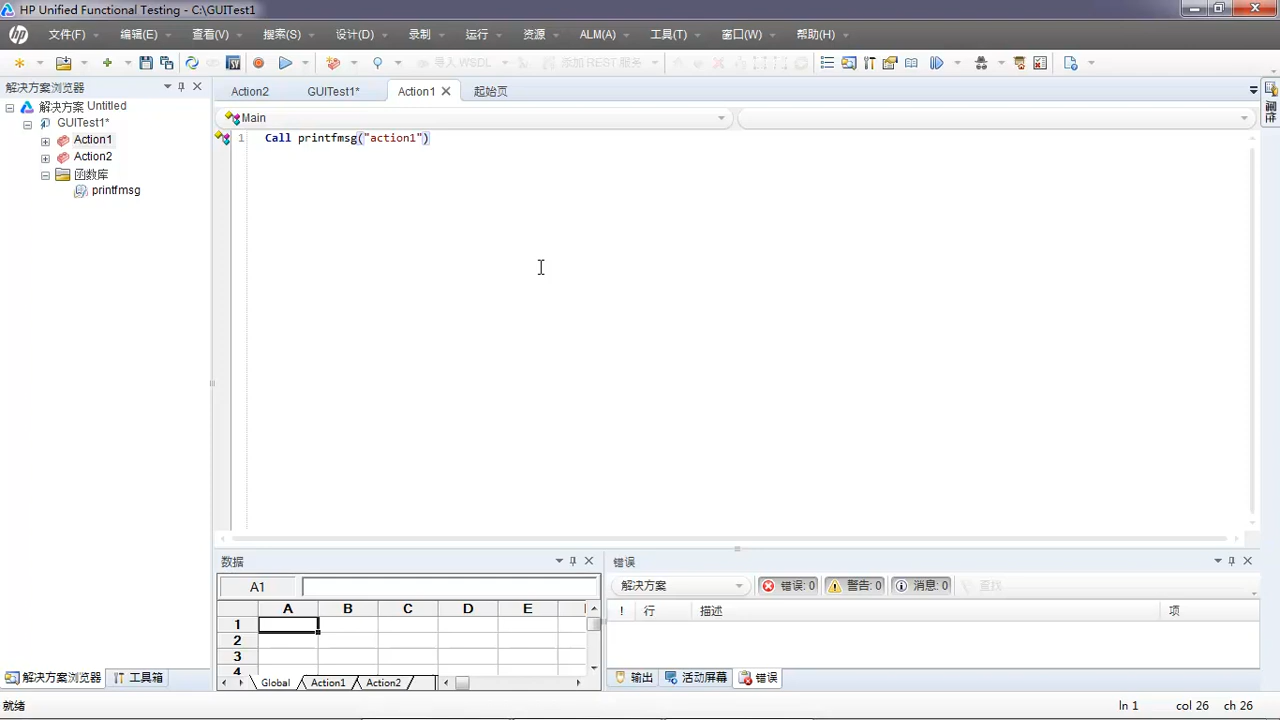 HP Unified Functional Testing - C:\GUITest1
文件(F) 编辑(E) 查看(V) 搜索(S) 设计(D) 录制 运行 资源 ALM(A) 工具(T) 窗口(W) 帮助(H)
导入 WSDL 添加 REST 服务
解决方案浏览器
Action2 GUITest1* Action1 起始页
解决方案 Untitled
GUITest1*
Action1
Action2
函数库
printfmsg
Main
1 Call printfmsg("action1")
数据
A1
A B C D E
1
2
3
4
Global Action1 Action2
错误
解决方案 错误: 0 警告: 0 消息: 0 查找
! 行 描述 项
解决方案浏览器 工具箱
输出 活动屏幕 错误
就绪 ln 1 col 26 ch 26